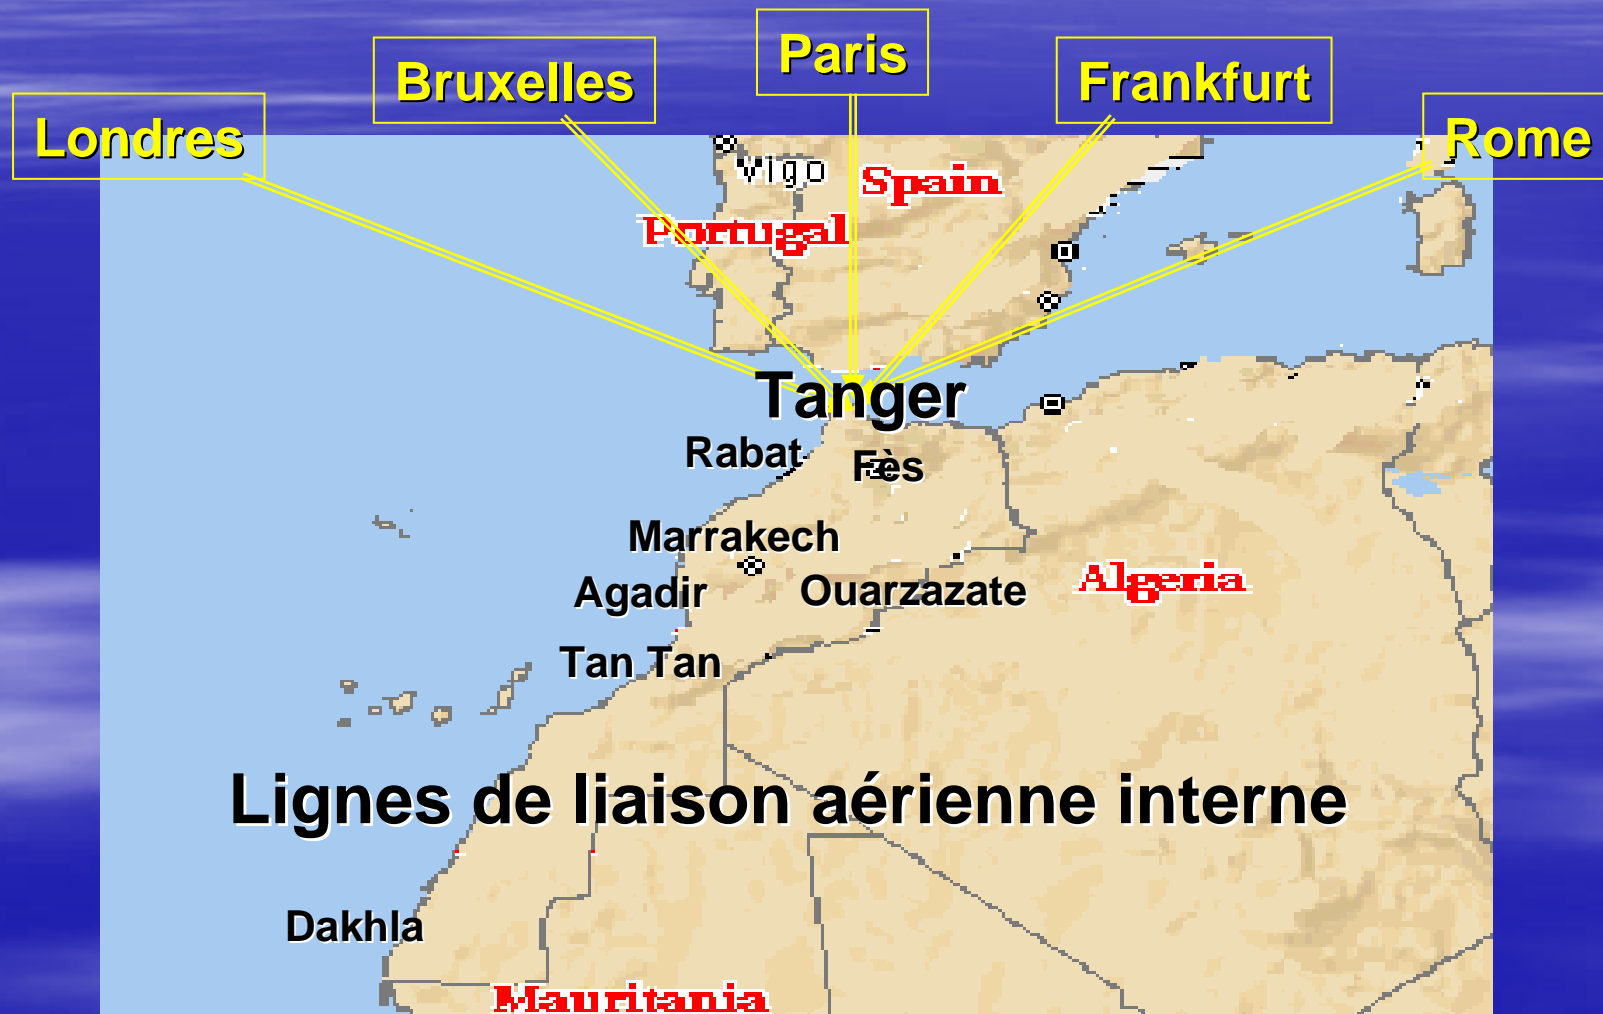 Paris
Bruxelles
Frankfurt
Londres
Rome
Vigo
Spain
Portugal
Tanger
Rabat
Fès
Marrakech
Agadir
Ouarzazate
Algeria
Tan Tan
Lignes de liaison aérienne interne
Dakhla
Mauritania